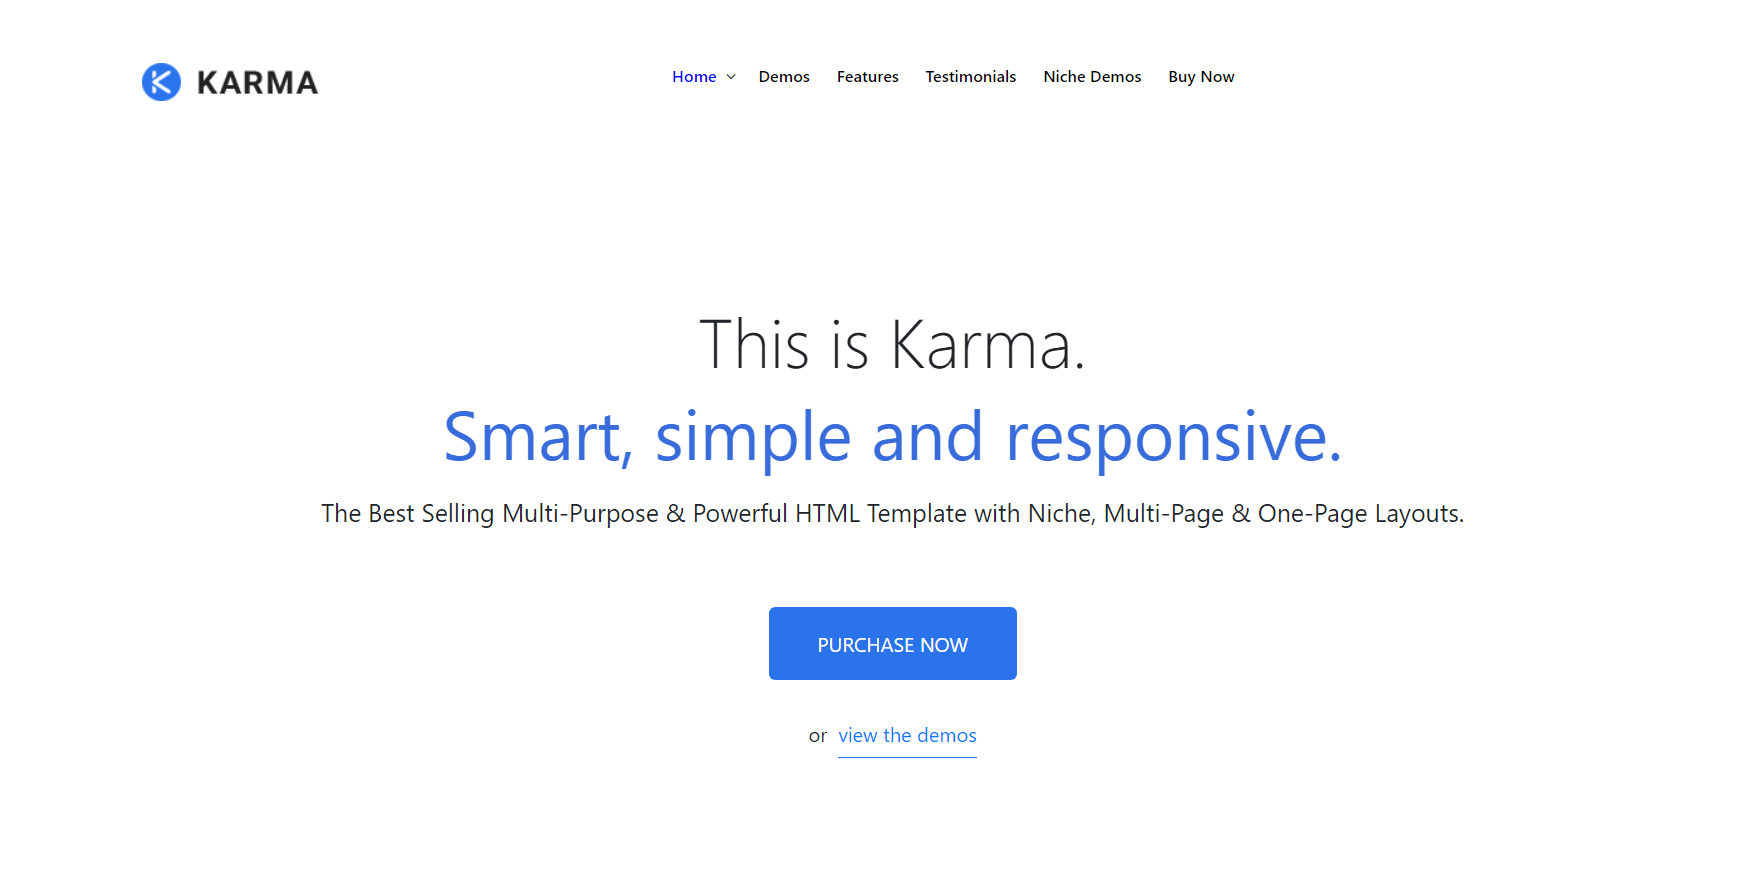 KARMA
Home Demos Features Testimonials Niche Demos Buy Now
This is Karma.
Smart, simple and responsive.
The Best Selling Multi-Purpose & Powerful HTML Template with Niche, Multi-Page & One-Page Layouts.
PURCHASE NOW
or view the demos